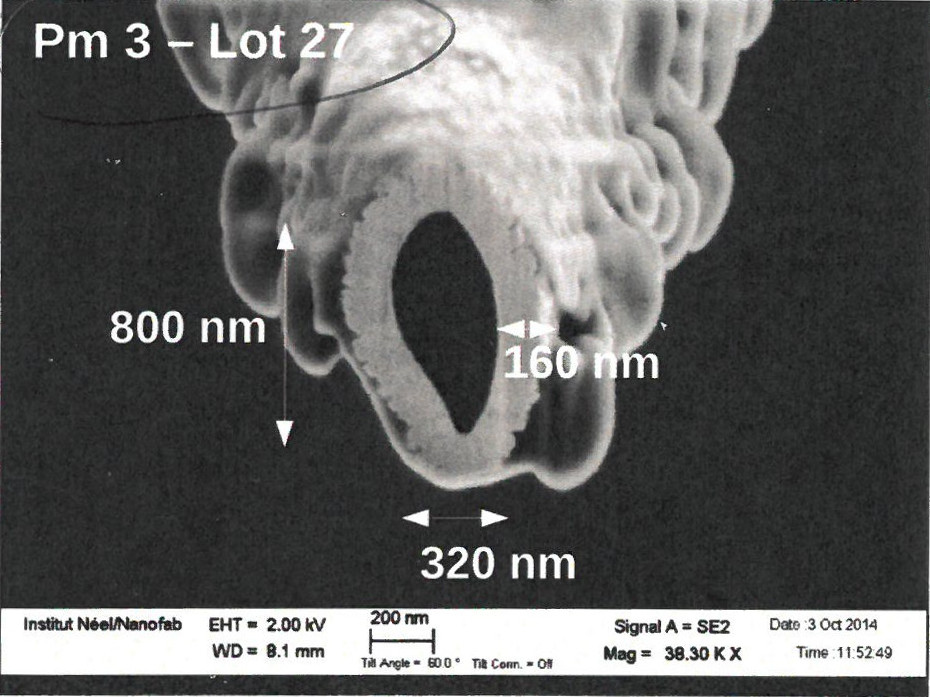 Pm 3 – Lot 27
800 nm
160 nm
320 nm
Institut Néel/Nanofab
EHT = 2.00 kV
WD = 8.1 mm
200 nm
Tilt Angle = 60.0 ° Tilt Corrn. = Off
Signal A = SE2
Mag = 38.30 K X
Date :3 Oct 2014
Time :11:52:49